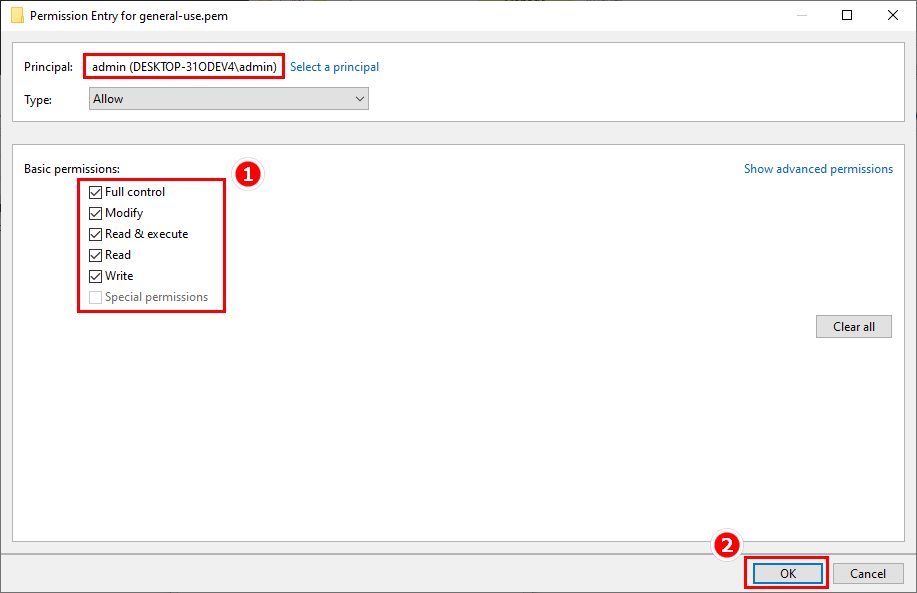 Permission Entry for general-use.pem
Principal: admin (DESKTOP-31ODEV4\admin) Select a principal
Type: Allow
Basic permissions: 1 Show advanced permissions
Full control
Modify
Read & execute
Read
Write
Special permissions
Clear all
2
OK Cancel